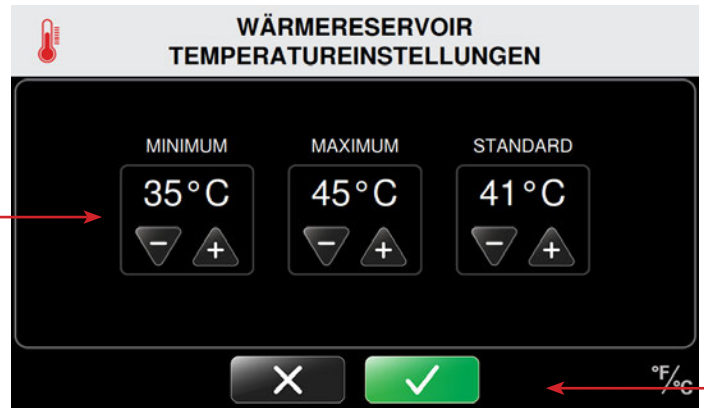 WÄRMERESERVOIR
TEMPERATUREINSTELLUNGEN
MINIMUM MAXIMUM STANDARD
35°C 45°C 41°C
- + - + - +
°F/°C